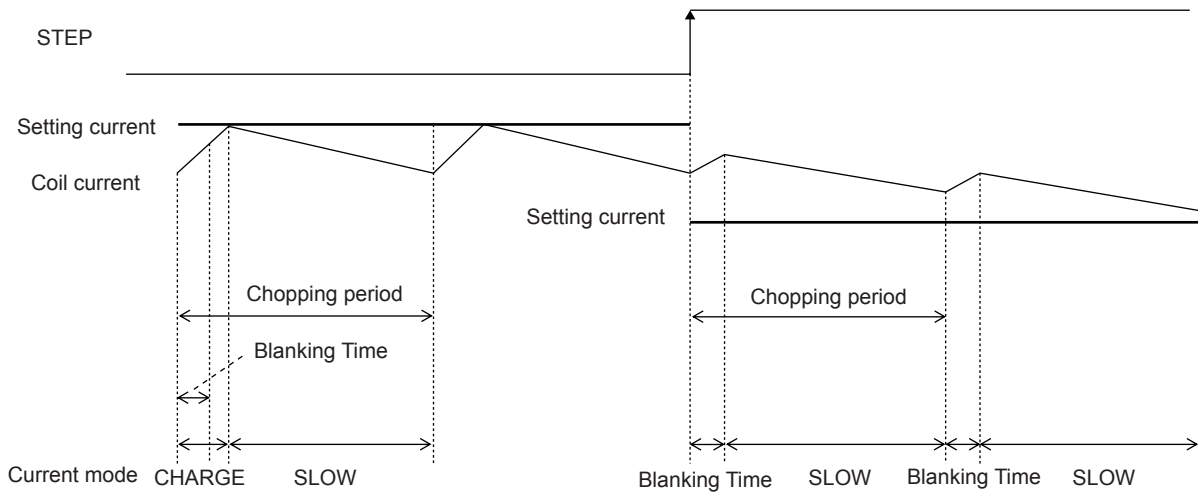 STEP
Setting current
Coil current
Setting current
Chopping period
Chopping period
Blanking Time
Current mode CHARGE SLOW Blanking Time SLOW Blanking Time SLOW